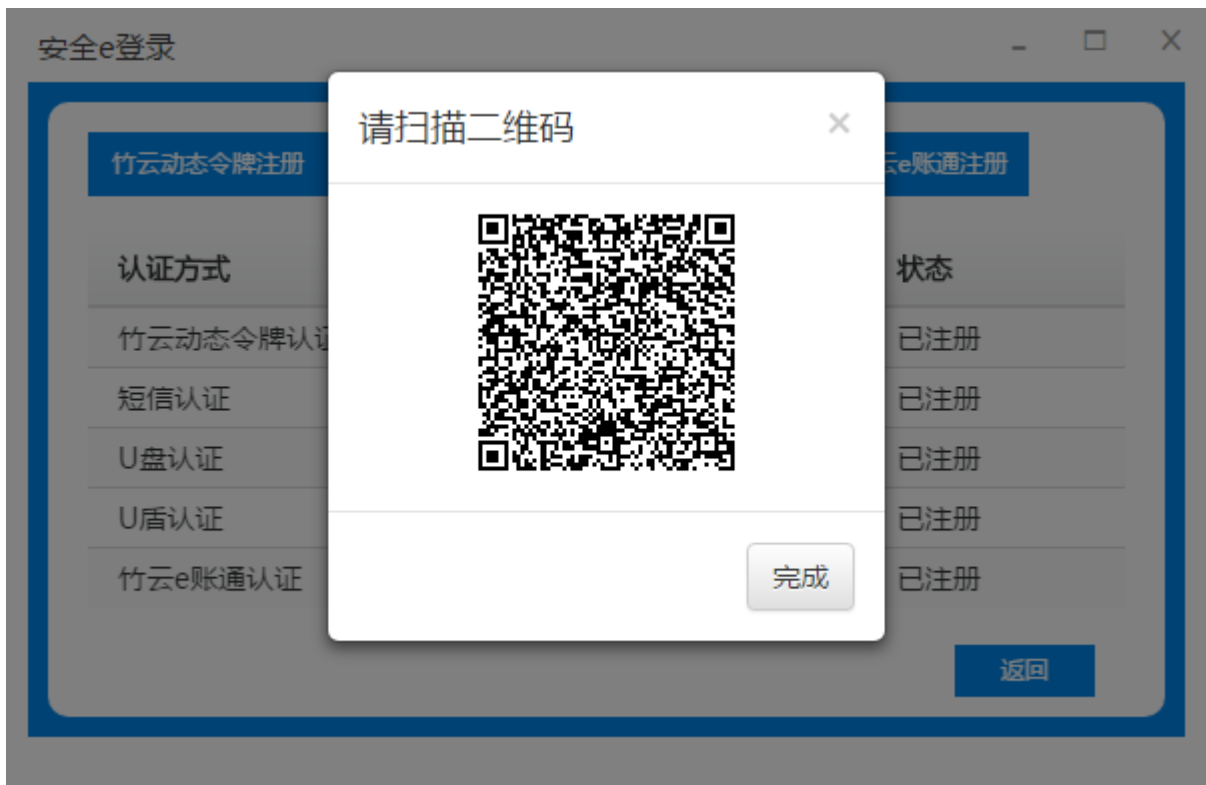 安全e登录
请扫描二维码
竹云动态令牌注册
e账通注册
认证方式
状态
竹云动态令牌认证
已注册
短信认证
已注册
U盘认证
已注册
U盾认证
已注册
竹云e账通认证
已注册
完成
返回